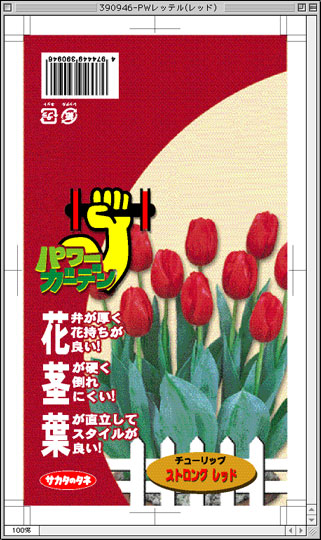 390946-PWレッテル(レッド)
4 974449 390946
パワー
ガーデン
花弁が厚く
花持ちが
良い!
茎が硬く
倒れ
にくい!
葉が直立して
スタイルが
良い!
サカタのタネ
チューリップ
ストロング レッド
100%